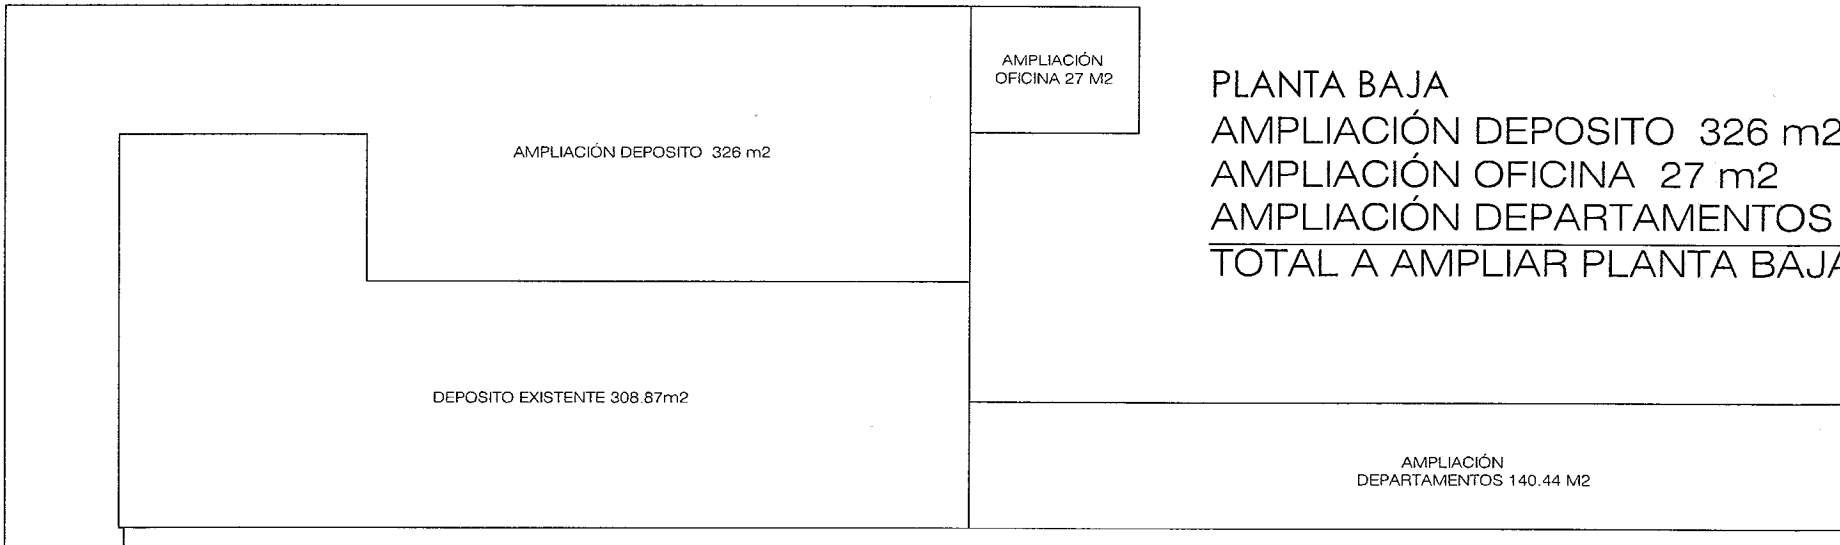 AMPLIACIÓN
OFICINA 27 M2
PLANTA BAJA
AMPLIACIÓN DEPOSITO 326 m2
AMPLIACIÓN OFICINA 27 m2
AMPLIACIÓN DEPARTAMENTOS
TOTAL A AMPLIAR PLANTA BAJA
AMPLIACIÓN DEPOSITO 326 m2
DEPOSITO EXISTENTE 308.87m2
AMPLIACIÓN
DEPARTAMENTOS 140.44 M2